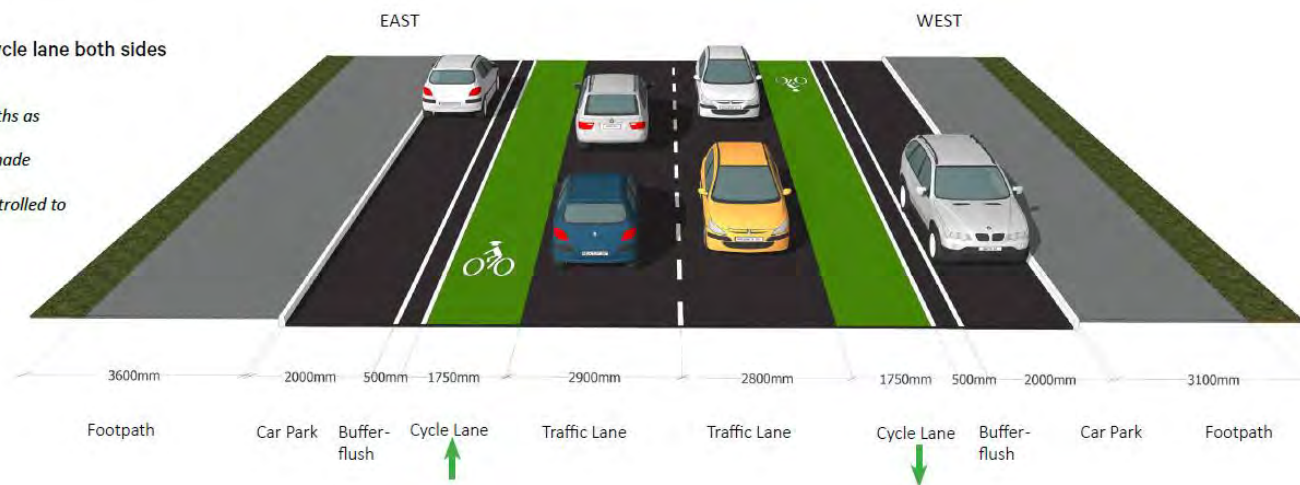 EAST
WEST
ycle lane both sides
ths as
nade
trolled to
3600mm
2000mm
500mm
1750mm
2900mm
2800mm
1750mm
500mm
2000mm
3100mm
Footpath
Car Park
Buffer-
flush
Cycle Lane
Traffic Lane
Traffic Lane
Cycle Lane
Buffer-
flush
Car Park
Footpath